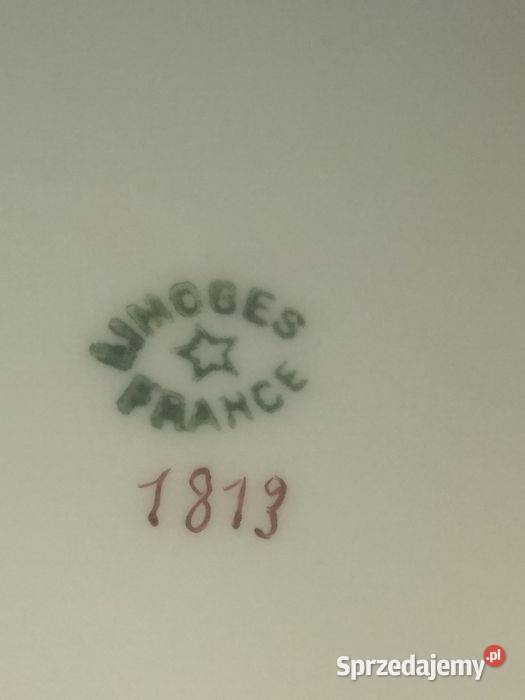 LIMOGES
FRANCE
1813
Sprzedajemy.pl